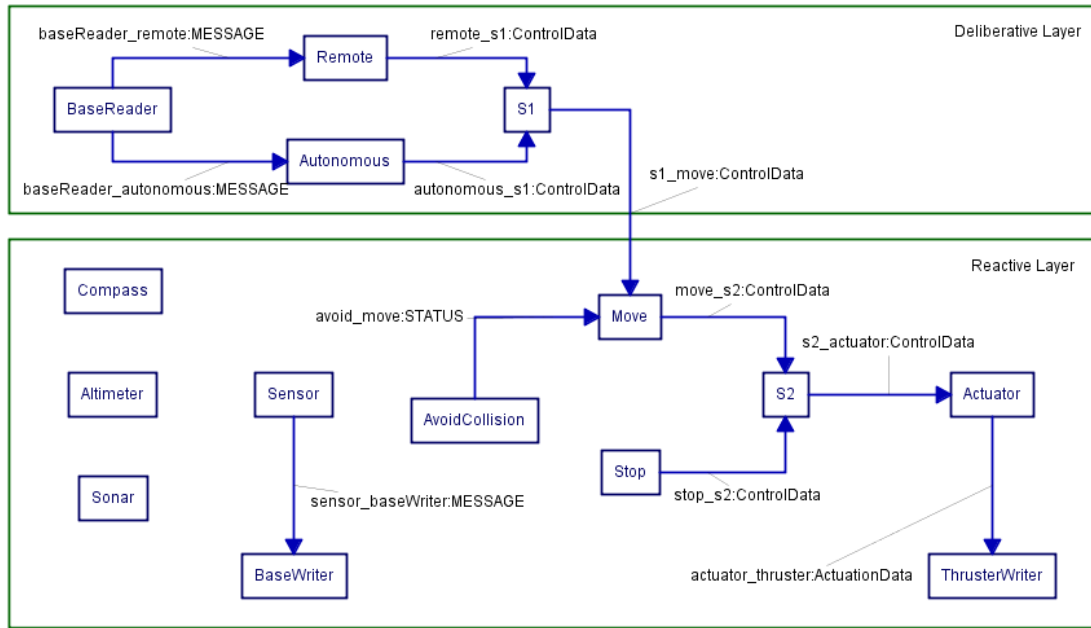 baseReader_remote:MESSAGE
remote_s1:ControlData
Deliberative Layer
Remote
BaseReader
S1
Autonomous
baseReader_autonomous:MESSAGE
autonomous_s1:ControlData
s1_move:ControlData
Reactive Layer
Compass
move_s2:ControlData
avoid_move:STATUS
Move
s2_actuator:ControlData
Altimeter
Sensor
S2
Actuator
AvoidCollision
Stop
Sonar
sensor_baseWriter:MESSAGE
stop_s2:ControlData
BaseWriter
actuator_thruster:ActuationData
ThrusterWriter